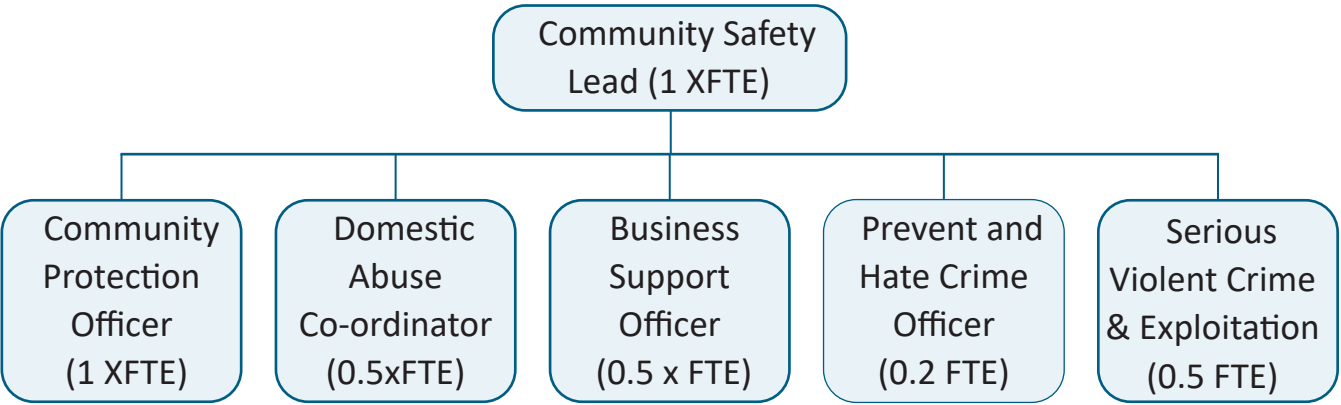 Community Safety
Lead (1 XFTE)
Community
Protection
Officer
(1 XFTE)
Domestic
Abuse
Co-ordinator
(0.5xFTE)
Business
Support
Officer
(0.5 x FTE)
Prevent and
Hate Crime
Officer
(0.2 FTE)
Serious
Violent Crime
& Exploitation
(0.5 FTE)